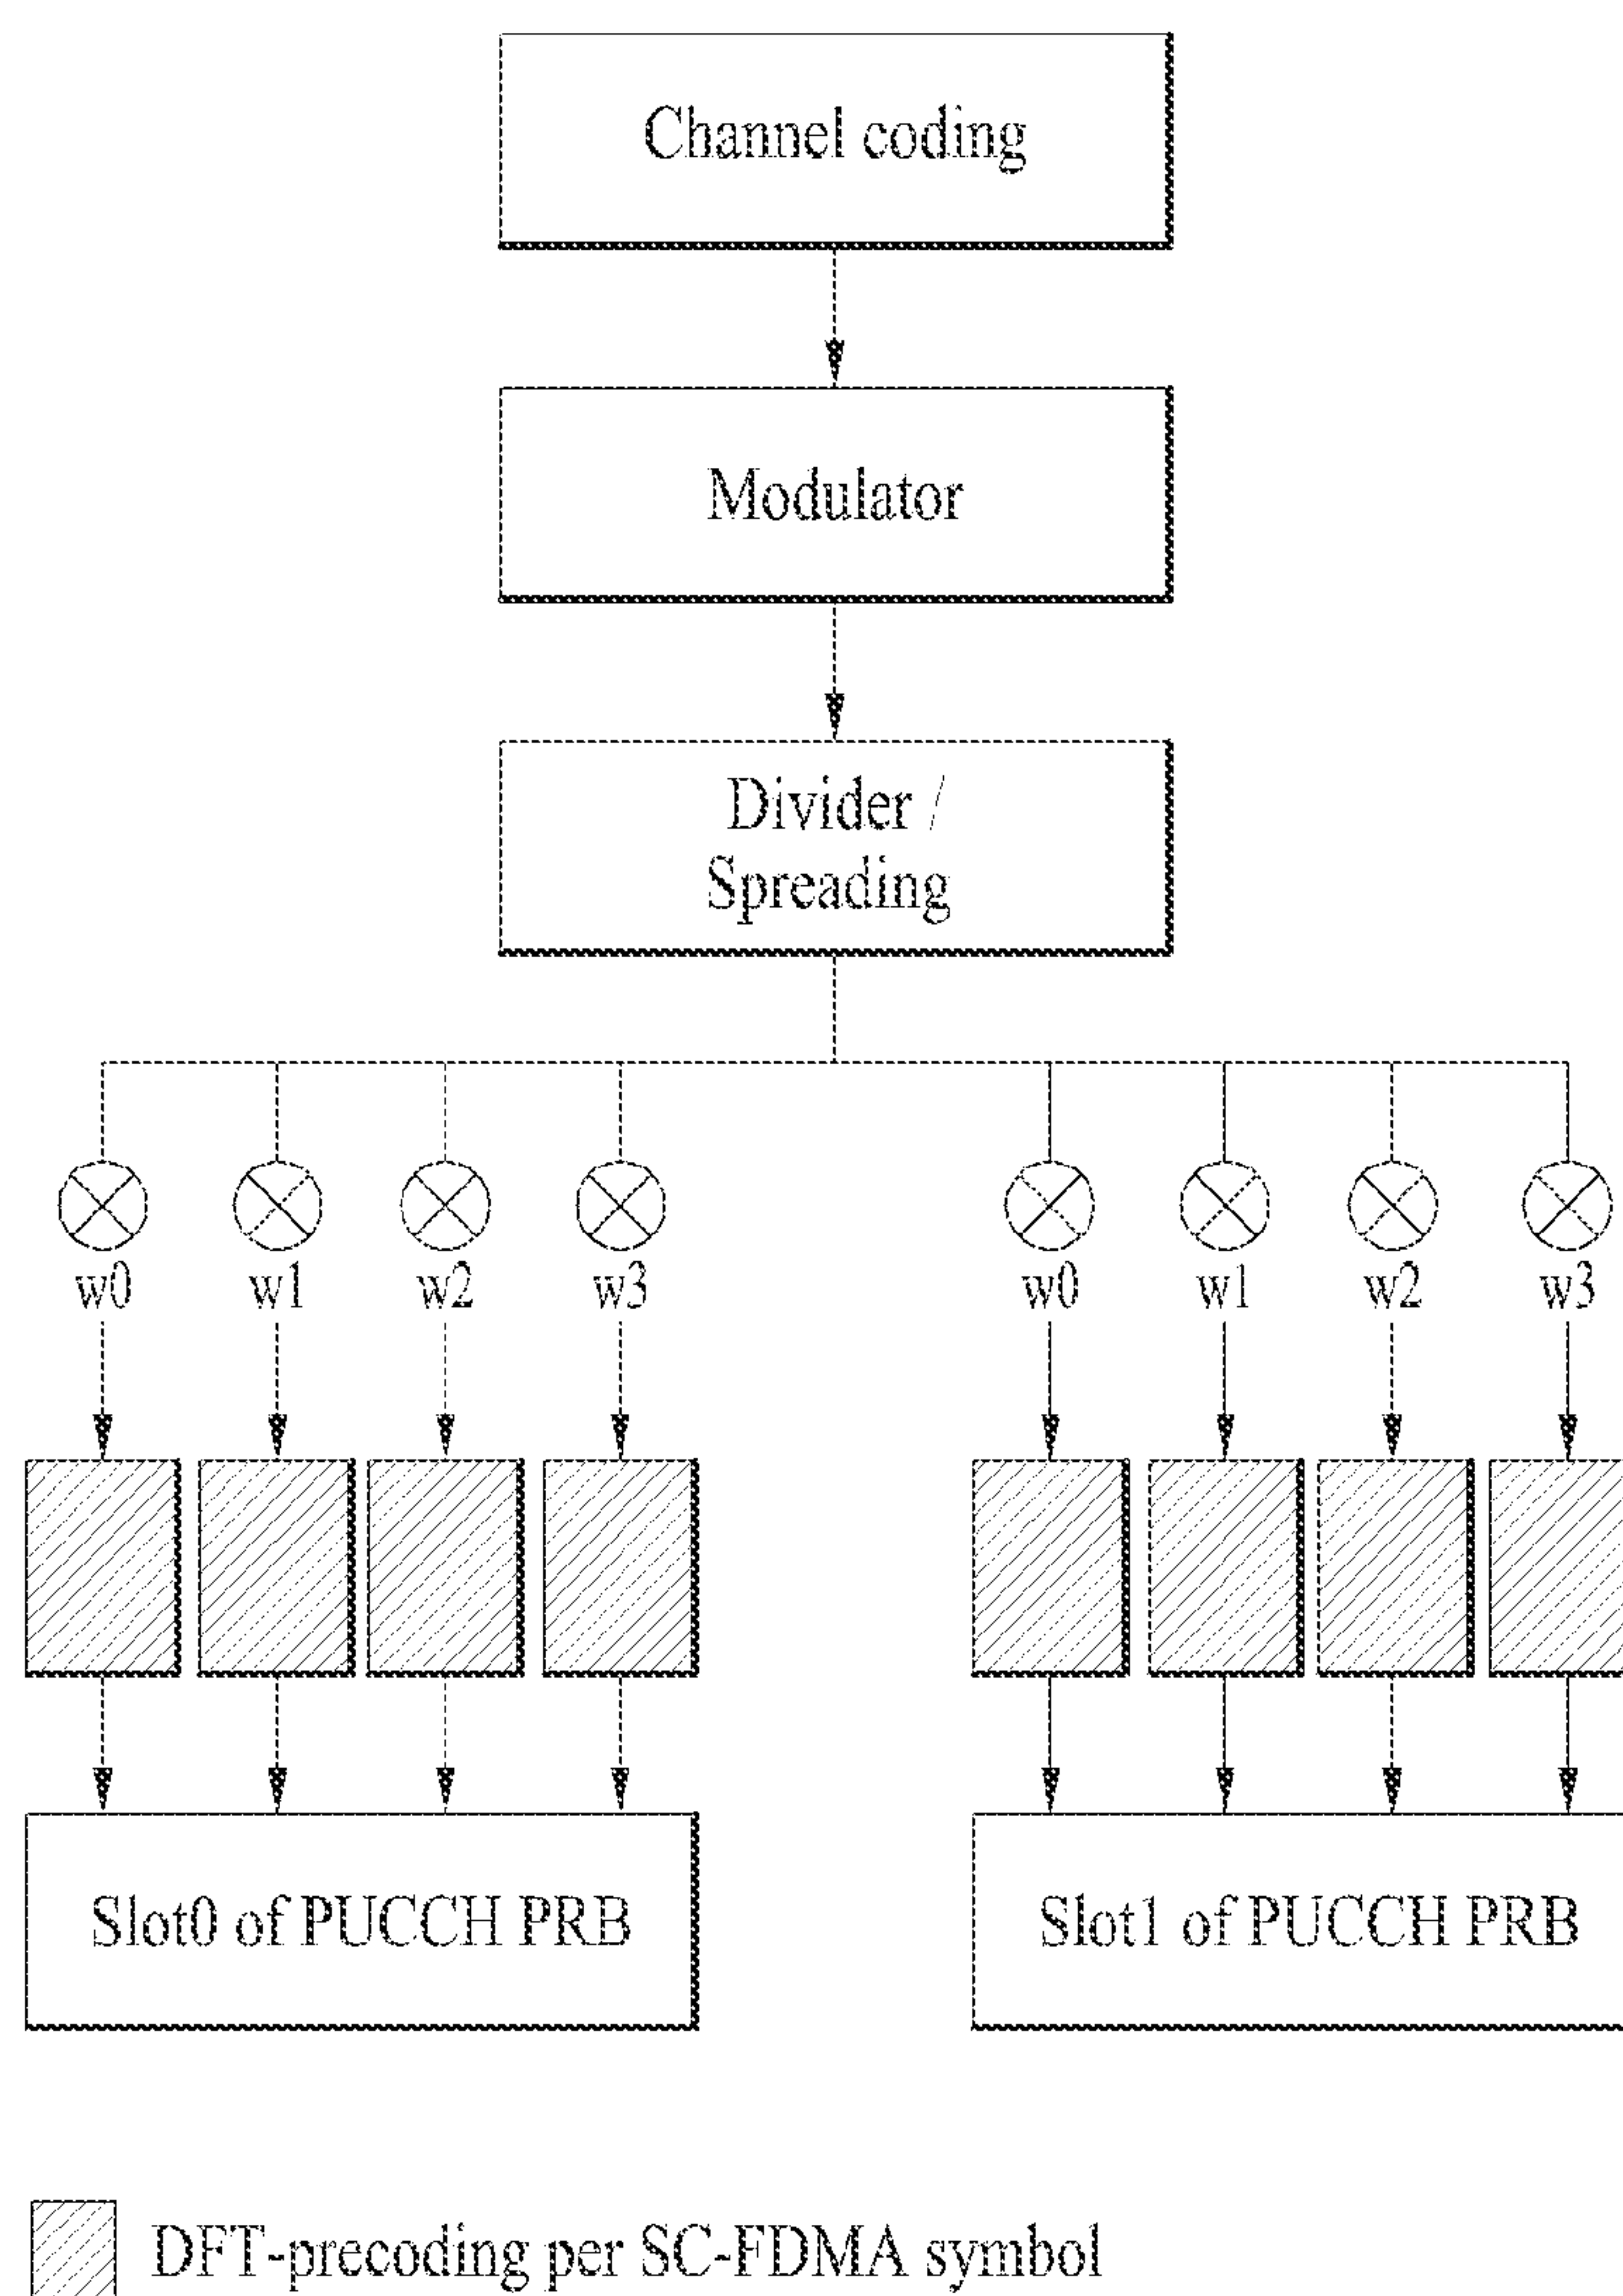 Channel coding
Modulator
Divider /
Spreading
w0 w1 w2 w3 w0 w1 w2 w3
Slot0 of PUCCH PRB Slot1 of PUCCH PRB
DFT-precoding per SC-FDMA symbol